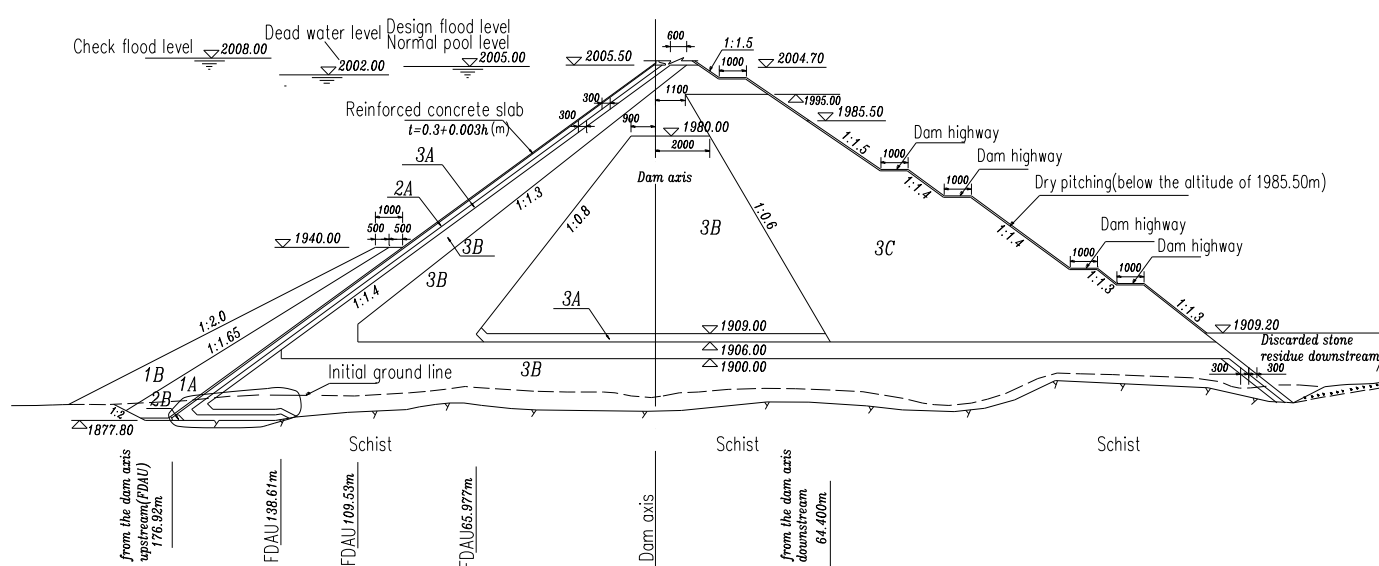 Check flood level
2008.00
Dead water level
2002.00
Design flood level
Normal pool level
2005.00
2005.50
600
1:1.5
1000
2004.70
Reinforced concrete slab
t=0.3+0.003h (m)
300
300
1100
900
1980.00
2000
Dam axis
1995.00
1985.50
1:1.5
1000
Dam highway
1:1.4
1000
Dam highway
Dry pitching(below the altitude of 1985.50m)
1:1.4
1000
Dam highway
1000
Dam highway
1:1.3
1:1.3
3A
2A
1000
500
500
1940.00
1:1.3
3B
3B
1:1.4
1:0.8
3B
1:0.6
3C
1:2.0
1:1.65
3A
1909.00
1906.00
1900.00
1909.20
Discarded stone
residue downstream
300
300
1B
1A
2B
1:2
3B
Initial ground line
1877.80
Schist
Schist
Schist
from the dam axis
upstream(FDAU)
176.92m
FDAU138.61m
FDAU109.53m
FDAU65.977m
Dam axis
from the dam axis
downstream
64.400m